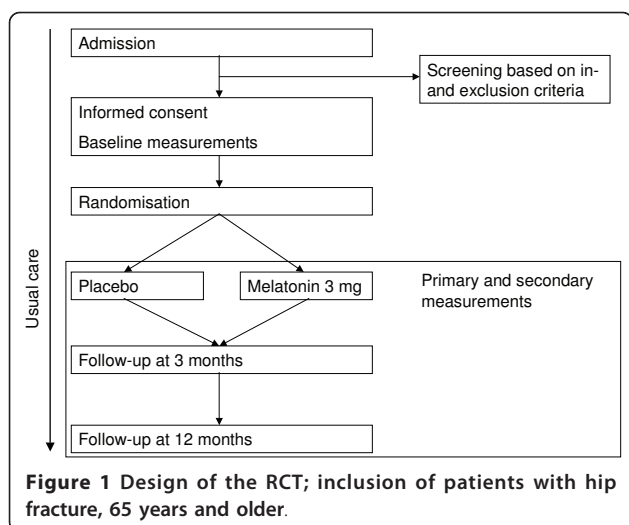 Admission
Screening based on in-
and exclusion criteria
Informed consent
Baseline measurements
Randomisation
Usual care
Placebo
Melatonin 3 mg
Primary and secondary
measurements
Follow-up at 3 months
Follow-up at 12 months
Figure 1 Design of the RCT; inclusion of patients with hip
fracture, 65 years and older.